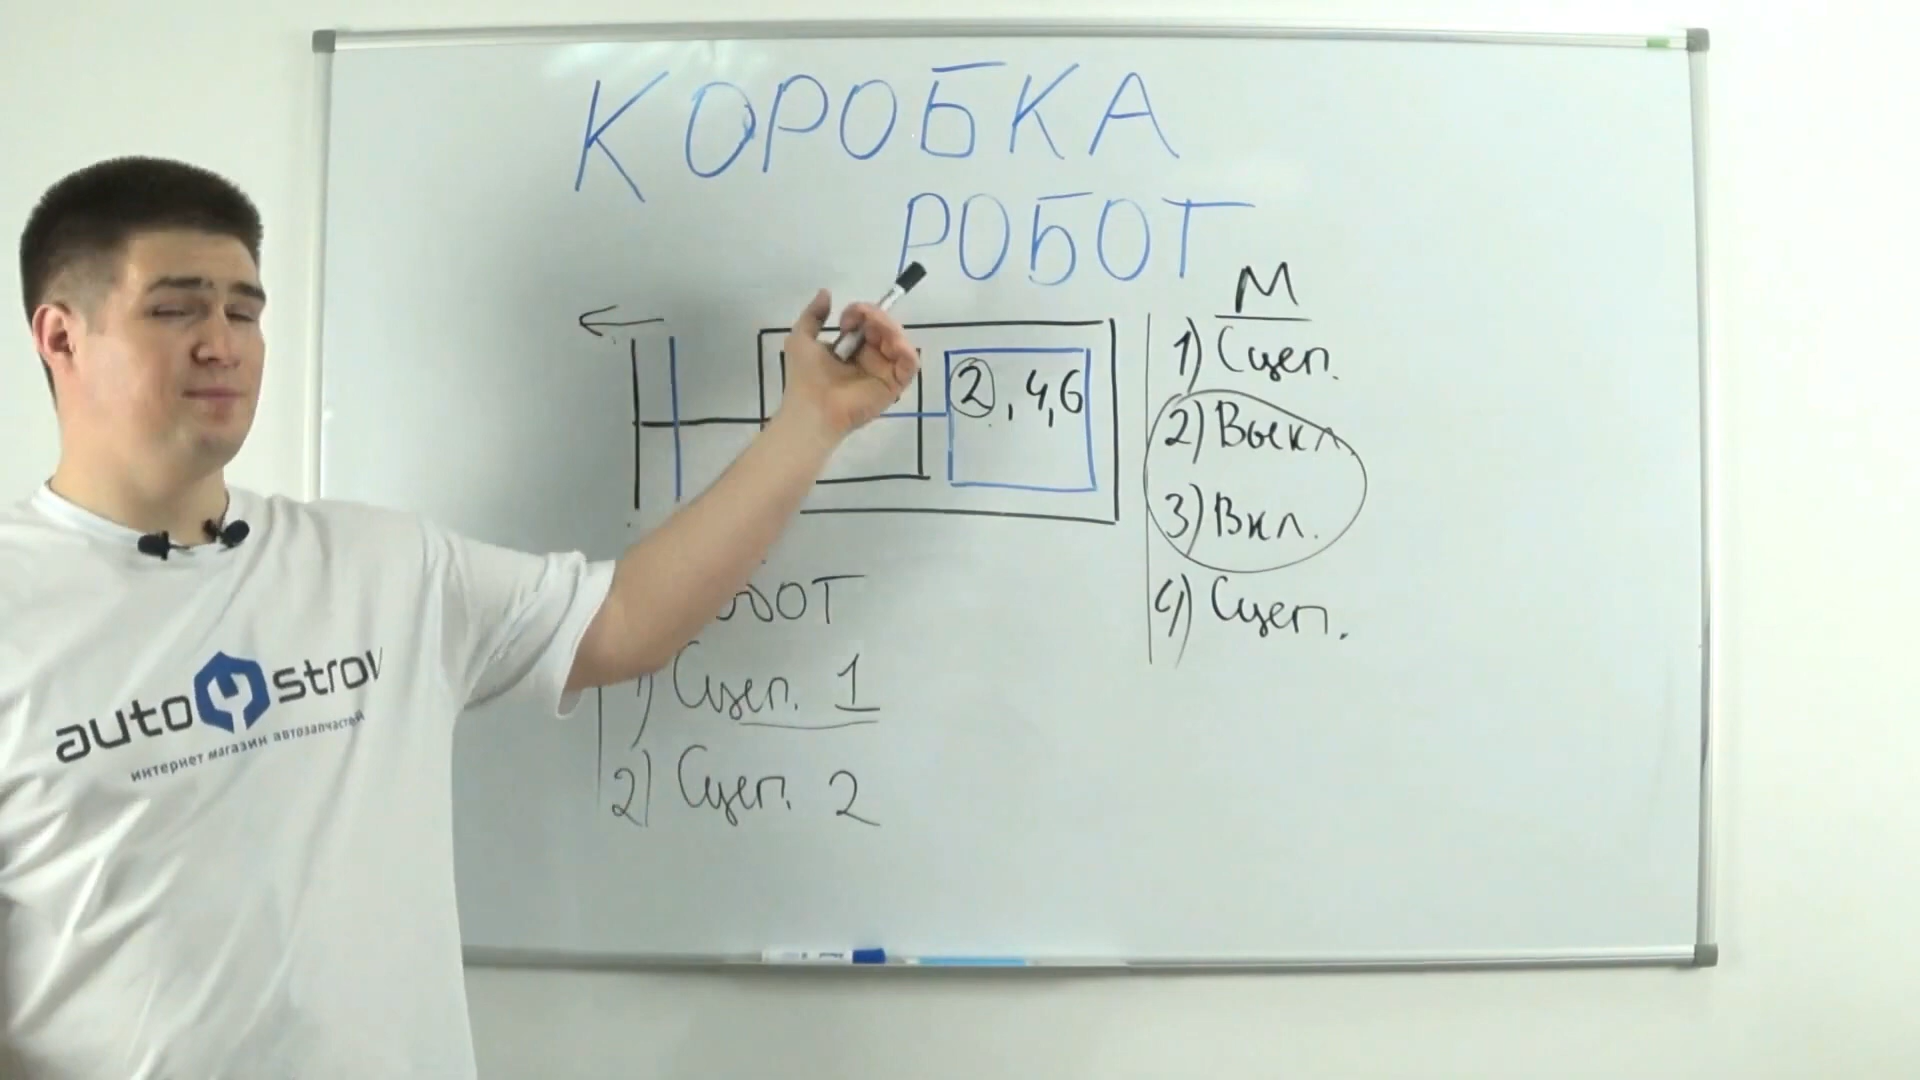 КОРОБКА
РОБОТ
М
1) Сцеп.
2) Выкл.
3) Вкл.
4) Сцеп.
2, 4, 6
1) Сцеп. 1
2) Сцеп. 2
auto strov
интернет магазин автозапчастей